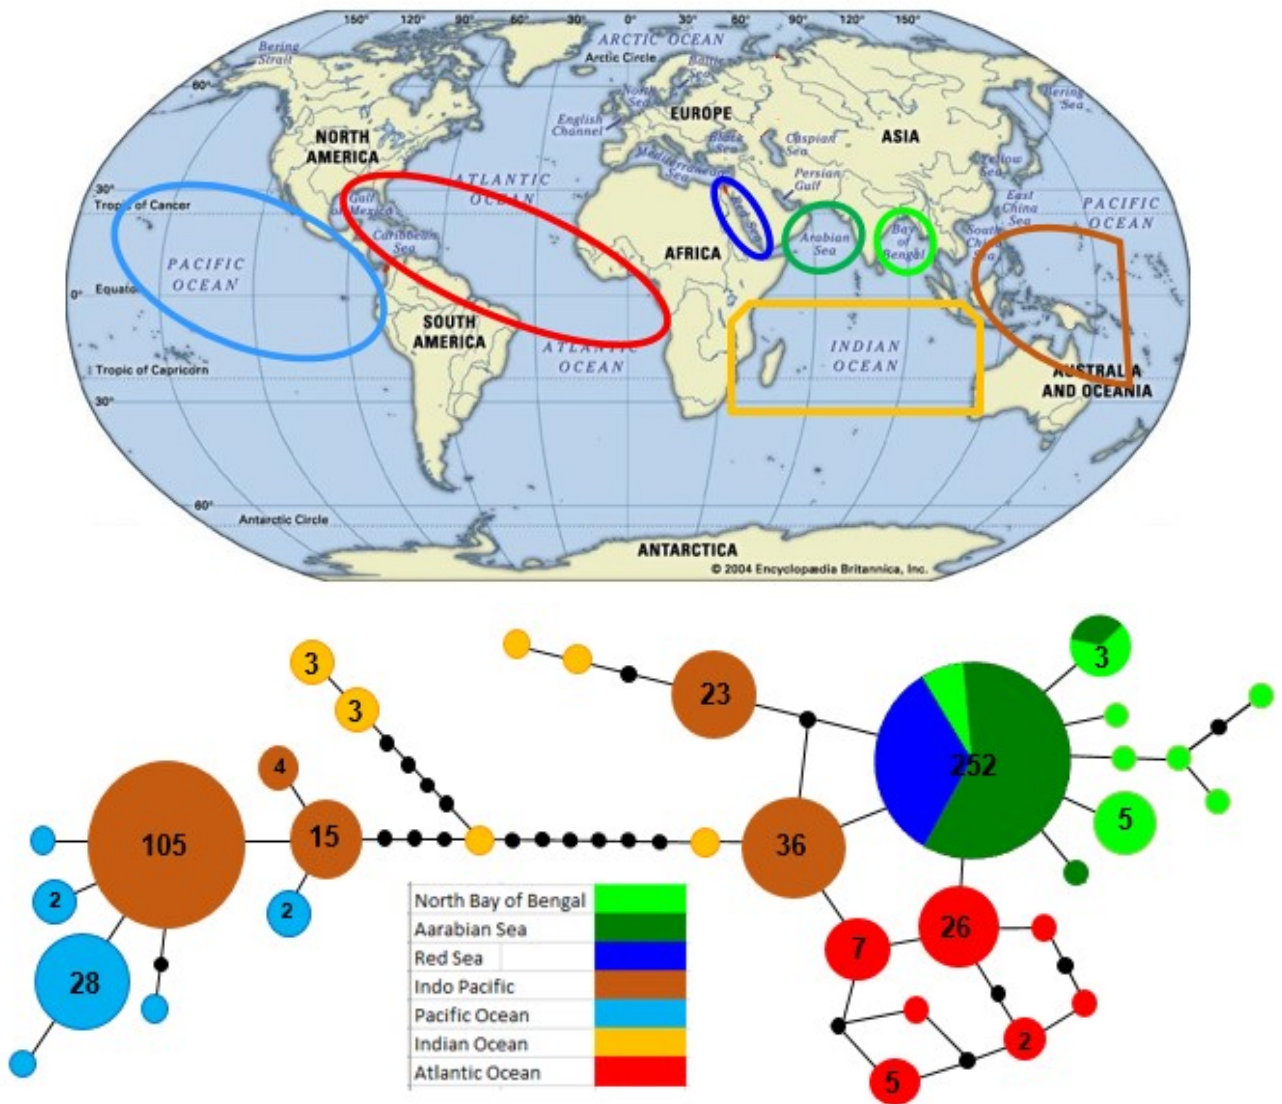 150° 120° 90° 60° 30° 0° 30° 60° 90° 120° 150°
ARCTIC OCEAN
Arctic Circle
Bering
Strait
60°
Baltic
Sea
North
Sea
Bering
Sea
EUROPE
English
Channel
NORTH
AMERICA
ASIA
Black
Sea
Caspian
Sea
Mediterranean
Sea
Yellow
Sea
Persian
Gulf
ATLANTIC
OCEAN
30°
Tropic of Cancer
Gulf
of Mexico
East
China
Sea
PACIFIC
OCEAN
Red Sea
Caribbean
Sea
Arabian
Sea
Bay
of
Bengal
South
China
Sea
AFRICA
PACIFIC
OCEAN
0°
Equator
SOUTH
AMERICA
ATLANTIC
OCEAN
INDIAN
OCEAN
Tropic of Capricorn
AUSTRALIA
AND OCEANIA
30°
60°
Antarctic Circle
ANTARCTICA
© 2004 Encyclopædia Britannica, Inc.
3
3
23
3
252
4
105
15
36
5
2
2
28
7
26
2
5
North Bay of Bengal
Aarabian Sea
Red Sea
Indo Pacific
Pacific Ocean
Indian Ocean
Atlantic Ocean